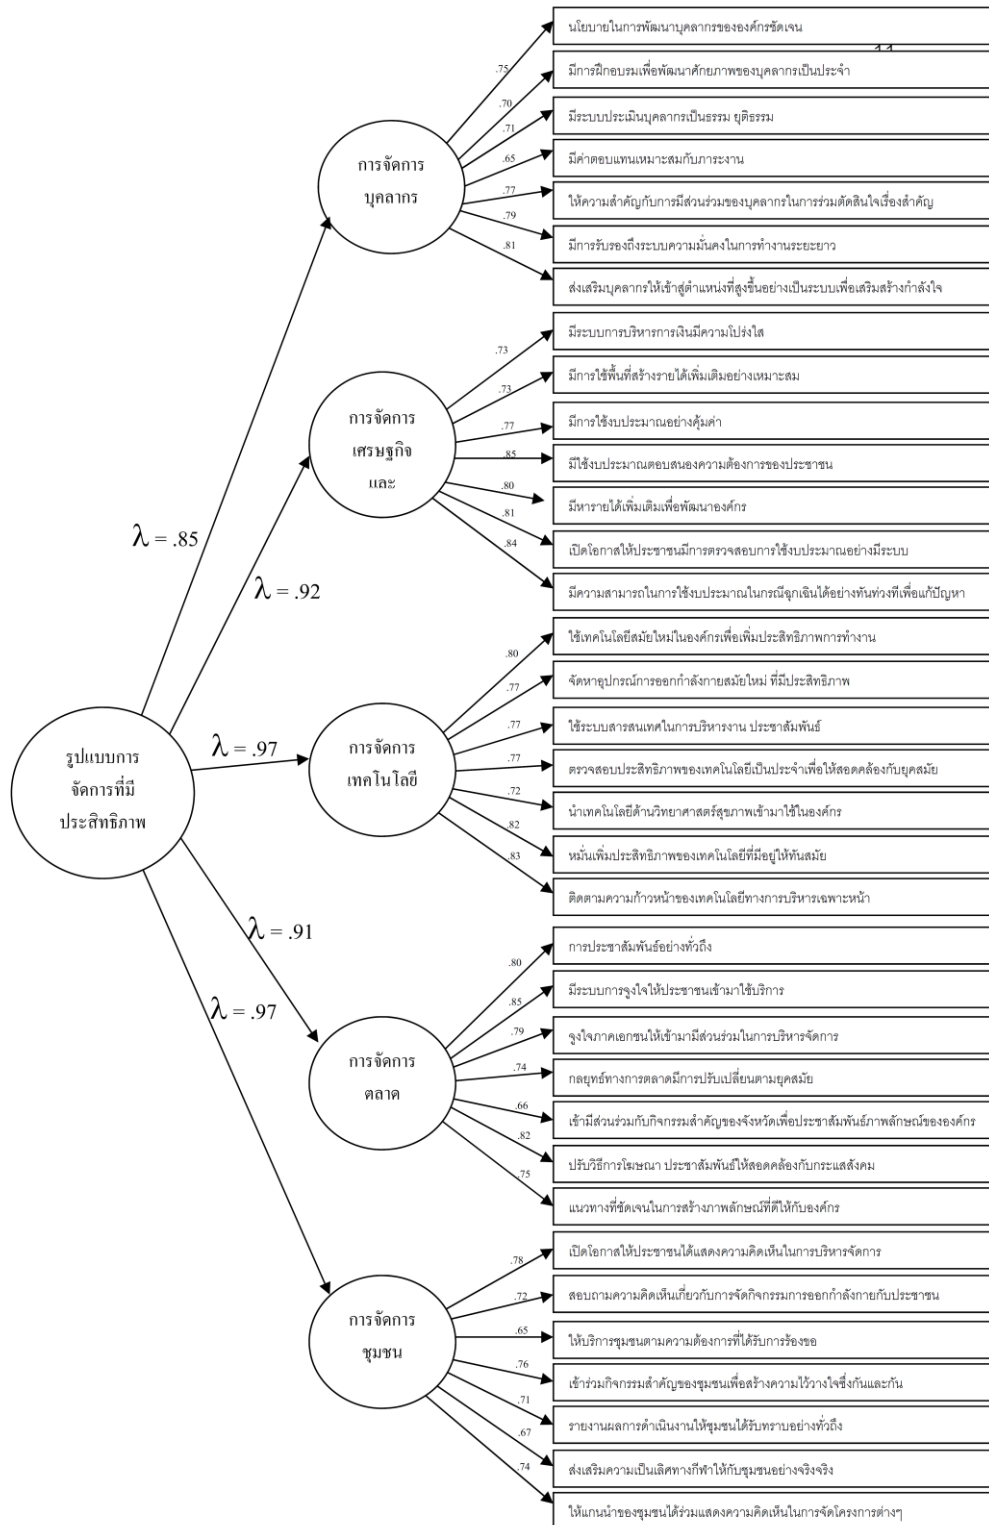 นโยบายในการพัฒนาบุคลากรขององค์กรชัดเจน
11
มีการฝึกอบรมเพื่อพัฒนาศักยภาพของบุคลากรเป็นประจำ
มีระบบประเมินบุคลากรเป็นธรรม ยุติธรรม
มีค่าตอบแทนเหมาะสมกับภาระงาน
ให้ความสำคัญกับการมีส่วนร่วมของบุคลากรในการร่วมตัดสินใจเรื่องสำคัญ
มีการรับรองถึงระบบความมั่นคงในการทำงานระยะยาว
ส่งเสริมบุคลากรให้เข้าสู่ตำแหน่งที่สูงขึ้นอย่างเป็นระบบเพื่อเสริมสร้างกำลังใจ
.75
.70
.71
.65
.77
.79
.81
การจัดการ
บุคลากร
มีระบบการบริหารการเงินมีความโปร่งใส
มีการใช้พื้นที่สร้างรายได้เพิ่มเติมอย่างเหมาะสม
มีการใช้งบประมาณอย่างคุ้มค่า
มีใช้งบประมาณตอบสนองความต้องการของประชาชน
มีหารายได้เพิ่มเติมเพื่อพัฒนาองค์กร
เปิดโอกาสให้ประชาชนมีการตรวจสอบการใช้งบประมาณอย่างมีระบบ
มีความสามารถในการใช้งบประมาณในกรณีฉุกเฉินได้อย่างทันท่วงทีเพื่อแก้ปัญหา
.73
.73
.77
.85
.80
.81
.84
การจัดการ
เศรษฐกิจ
และ
λ = .85
λ = .92
ใช้เทคโนโลยีสมัยใหม่ในองค์กรเพื่อเพิ่มประสิทธิภาพการทำงาน
จัดหาอุปกรณ์การออกกำลังกายสมัยใหม่ ที่มีประสิทธิภาพ
ใช้ระบบสารสนเทศในการบริหารงาน ประชาสัมพันธ์
ตรวจสอบประสิทธิภาพของเทคโนโลยีเป็นประจำเพื่อให้สอดคล้องกับยุคสมัย
นำเทคโนโลยีด้านวิทยาศาสตร์สุขภาพเข้ามาใช้ในองค์กร
หมั่นเพิ่มประสิทธิภาพของเทคโนโลยีที่มีอยู่ให้ทันสมัย
ติดตามความก้าวหน้าของเทคโนโลยีทางการบริหารเฉพาะหน้า
.80
.77
.77
.77
.72
.82
.83
การจัดการ
เทคโนโลยี
λ = .97
รูปแบบการ
จัดการที่มี
ประสิทธิภาพ
λ = .91
λ = .97
การประชาสัมพันธ์อย่างทั่วถึง
มีระบบการจูงใจให้ประชาชนเข้ามาใช้บริการ
จูงใจภาคเอกชนให้เข้ามามีส่วนร่วมในการบริหารจัดการ
กลยุทธ์ทางการตลาดมีการปรับเปลี่ยนตามยุคสมัย
เข้ามีส่วนร่วมกับกิจกรรมสำคัญของจังหวัดเพื่อประชาสัมพันธ์ภาพลักษณ์ขององค์กร
ปรับวิธีการโฆษณา ประชาสัมพันธ์ให้สอดคล้องกับกระแสสังคม
แนวทางที่ชัดเจนในการสร้างภาพลักษณ์ที่ดีให้กับองค์กร
.80
.85
.79
.74
.66
.82
.75
การจัดการ
ตลาด
เปิดโอกาสให้ประชาชนได้แสดงความคิดเห็นในการบริหารจัดการ
สอบถามความคิดเห็นเกี่ยวกับการจัดกิจกรรมการออกกำลังกายกับประชาชน
ให้บริการชุมชนตามความต้องการที่ได้รับการร้องขอ
เข้าร่วมกิจกรรมสำคัญของชุมชนเพื่อสร้างความไว้วางใจซึ่งกันและกัน
รายงานผลการดำเนินงานให้ชุมชนได้รับทราบอย่างทั่วถึง
ส่งเสริมความเป็นเลิศทางกีฬาให้กับชุมชนอย่างจริงจริง
ให้แกนนำของชุมชนได้ร่วมแสดงความคิดเห็นในการจัดโครงการต่างๆ
.78
.72
.65
.76
.71
.67
.74
การจัดการ
ชุมชน